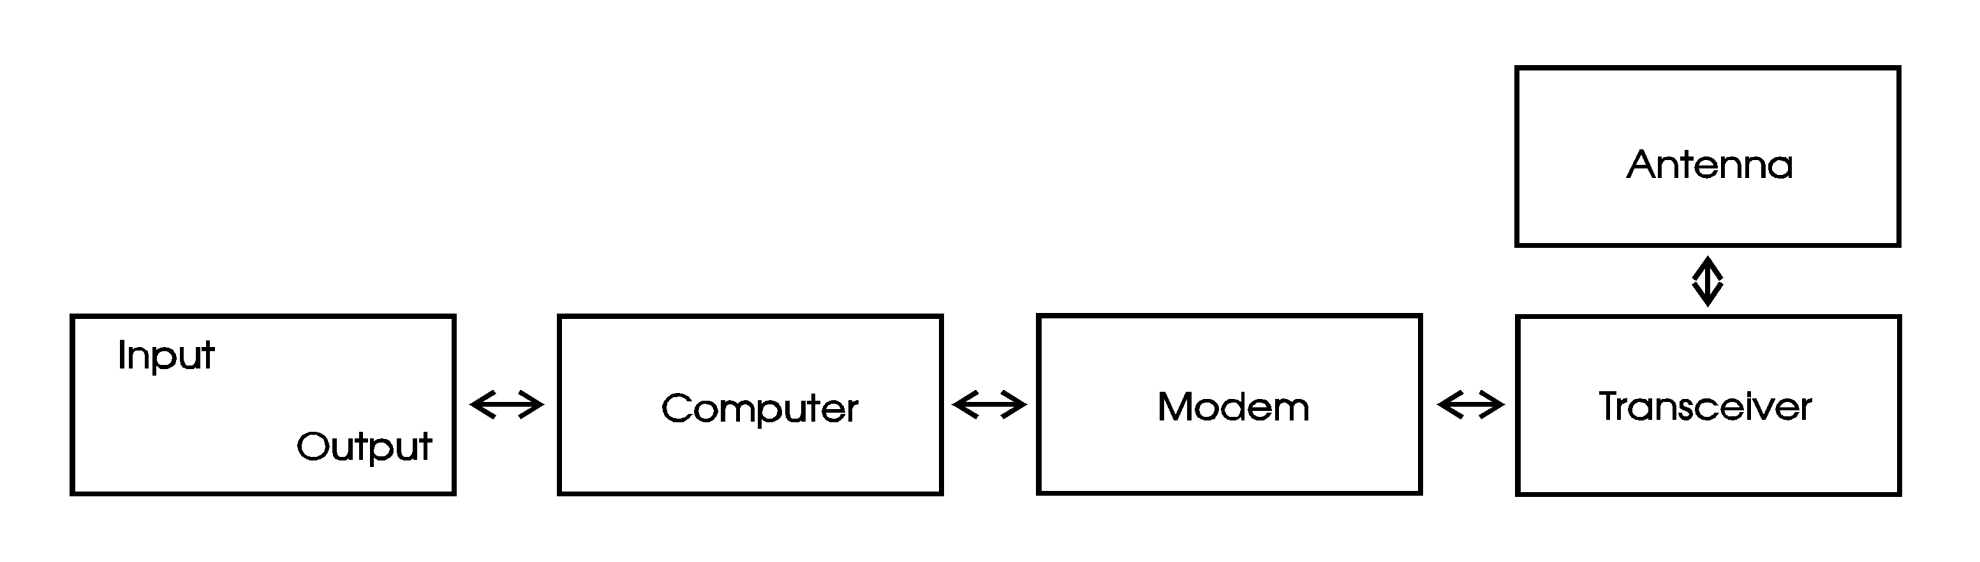 Antenna
Input
Output
Computer
Modem
Transceiver